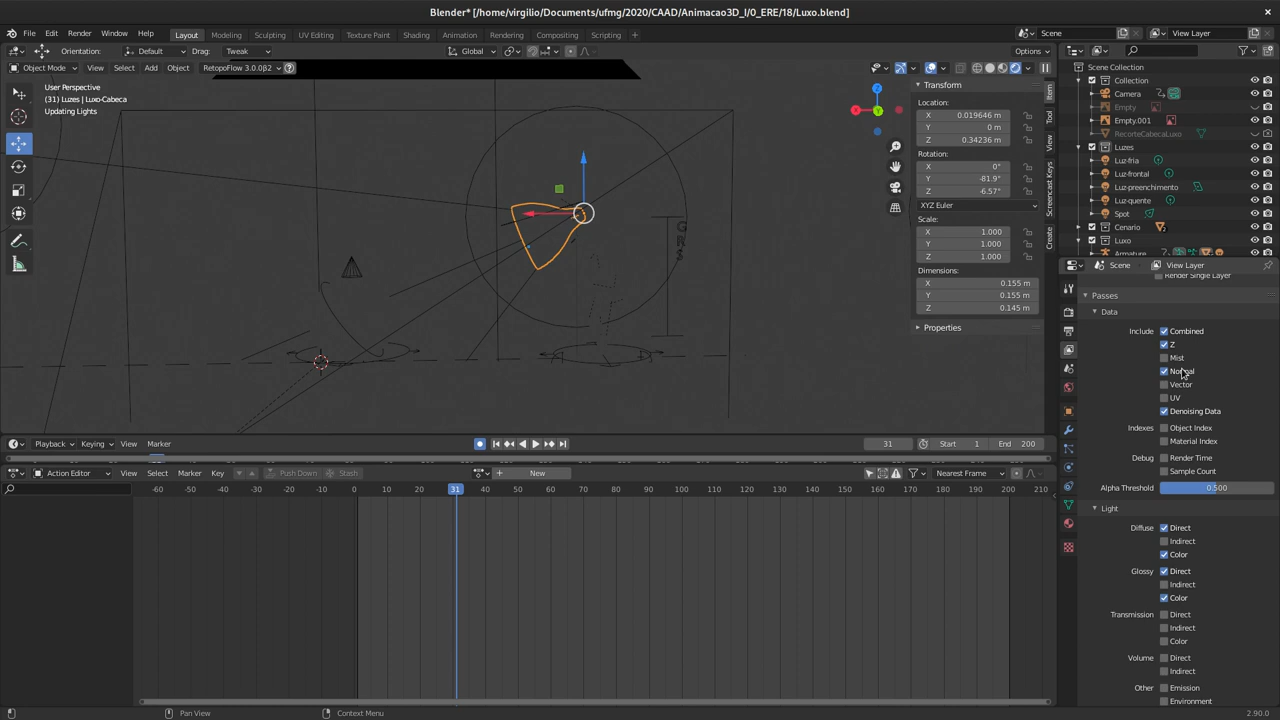 Blender* [/home/virgilio/Documents/ufmg/2020/CAAD/Animacao3D_I/0_ERE/18/Luxo.blend]
File Edit Render Window Help Layout Modeling Sculpting UV Editing Texture Paint Shading Animation Rendering Compositing Scripting Scene View Layer
Orientation: Default Drag: Tweak Global Options
Object Mode View Select Add Object RetopoFlow 3.0.0β2
User Perspective
(31) Luzes | Luxo-Cabeca
Updating Lights
Transform
Location:
X 0.019646 m
Y 0 m
Z 0.34236 m
Rotation:
X 0°
Y -81.9°
Z -6.57°
XYZ Euler
Scale:
X 1.000
Y 1.000
Z 1.000
Dimensions:
X 0.155 m
Y 0.155 m
Z 0.145 m
Properties
Item
Tool
View
Screencast Keys
Create
Scene Collection
Collection
Camera
Empty
Empty.001
RecorteCabecaLuxo
Luzes
Luz-fria
Luz-frontal
Luz-preenchimento
Luz-quente
Spot
Cenario
Luxo
Armature
Scene View Layer
Render Single Layer
Passes
Data
Include Combined
Z
Mist
Normal
Vector
UV
Denoising Data
Indexes Object Index
Material Index
Debug Render Time
Sample Count
Alpha Threshold 0.500
Light
Diffuse Direct
Indirect
Color
Glossy Direct
Indirect
Color
Transmission Direct
Indirect
Color
Volume Direct
Indirect
Other Emission
Environment
Playback Keying View Marker 31 Start 1 End 200
Action Editor View Select Marker Key Push Down Stash New Nearest Frame
-60 -50 -40 -30 -20 -10 0 10 20 31 40 50 60 70 80 90 100 110 120 130 140 150 160 170 180 190 200 210
Pan View Context Menu 2.90.0